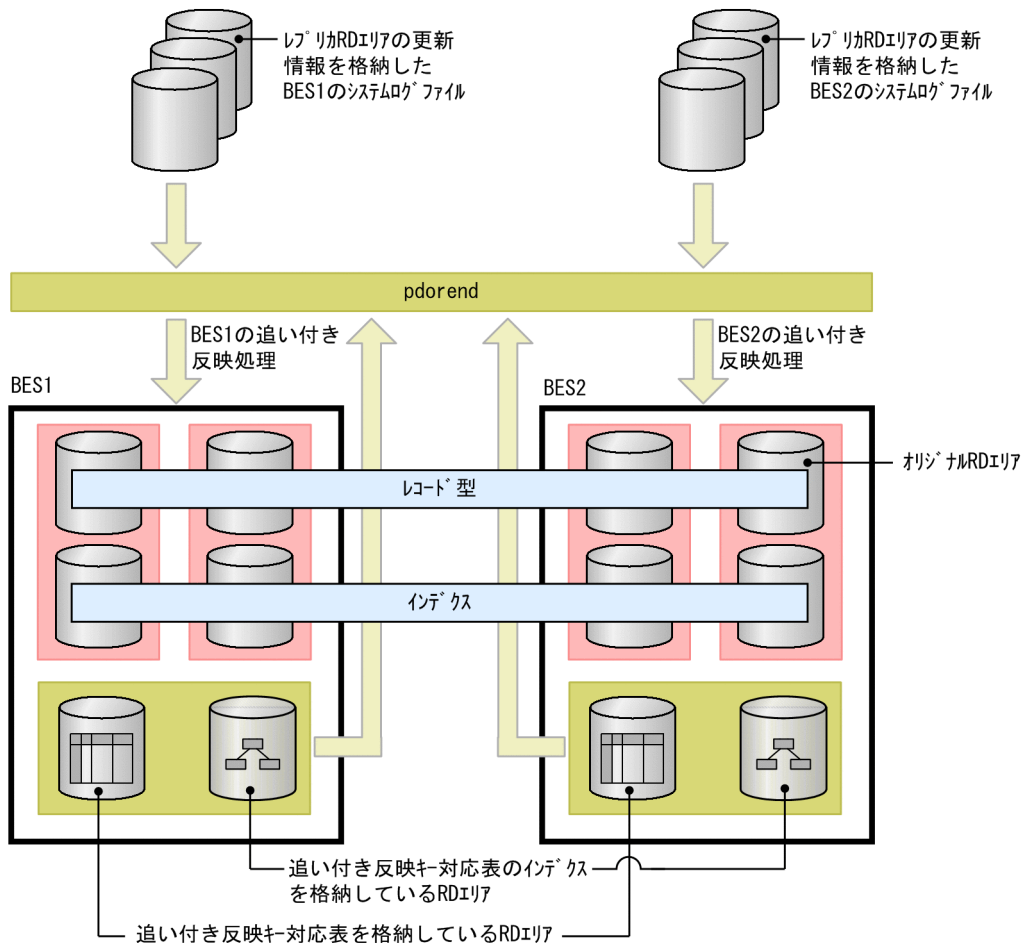 ﾚﾌﾟﾘｶRDｴﾘｱの更新
情報を格納した
BES1のｼｽﾃﾑﾛｸﾞﾌｧｲﾙ
ﾚﾌﾟﾘｶRDｴﾘｱの更新
情報を格納した
BES2のｼｽﾃﾑﾛｸﾞﾌｧｲﾙ
pdorend
BES1の追い付き
反映処理
BES2の追い付き
反映処理
BES1
BES2
ｵﾘｼﾞﾅﾙRDｴﾘｱ
ﾚｺｰﾄﾞ型
ｲﾝﾃﾞｸｽ
追い付き反映ｷｰ対応表のｲﾝﾃﾞｸｽ
を格納しているRDｴﾘｱ
追い付き反映ｷｰ対応表を格納しているRDｴﾘｱ